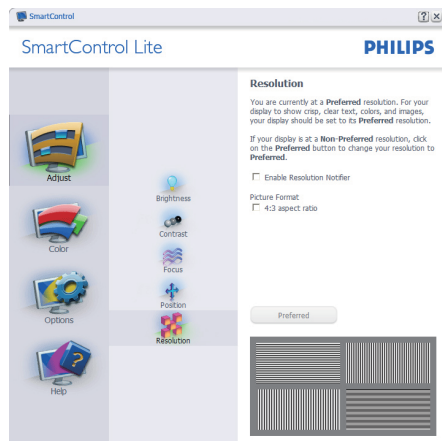 SmartControl
SmartControl Lite
PHILIPS
Adjust
Color
Options
Help
Brightness
Contrast
Focus
Position
Resolution
Resolution
You are currently at a Preferred resolution. For your
display to show crisp, clear text, colors, and images,
your display should be set to its Preferred resolution.
If your display is at a Non-Preferred resolution, click
on the Preferred button to change your resolution to
Preferred.
Enable Resolution Notifier
Picture Format
4:3 aspect ratio
Preferred